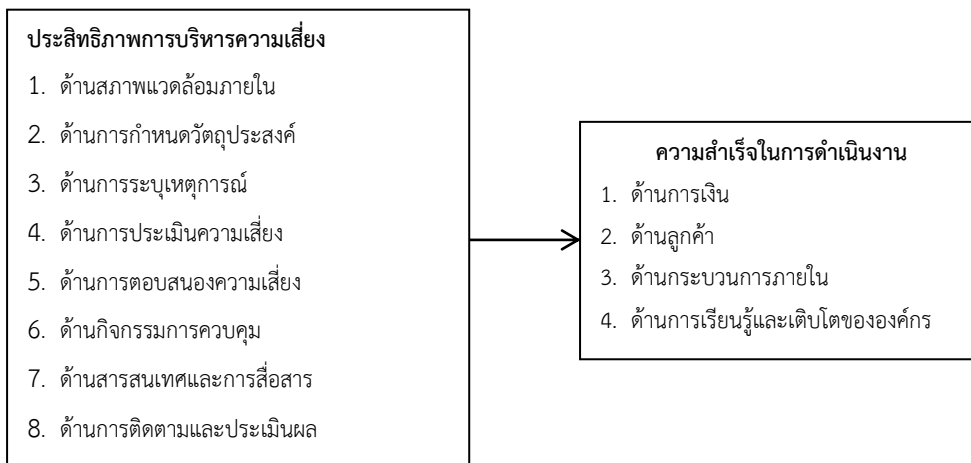 ประสิทธิภาพการบริหารความเสี่ยง
1. ด้านสภาพแวดล้อมภายใน
2. ด้านการกำหนดวัตถุประสงค์
3. ด้านการระบุเหตุการณ์
4. ด้านการประเมินความเสี่ยง
5. ด้านการตอบสนองความเสี่ยง
6. ด้านกิจกรรมการควบคุม
7. ด้านสารสนเทศและการสื่อสาร
8. ด้านการติดตามและประเมินผล
ความสำเร็จในการดำเนินงาน
1. ด้านการเงิน
2. ด้านลูกค้า
3. ด้านกระบวนการภายใน
4. ด้านการเรียนรู้และเติบโตขององค์กร